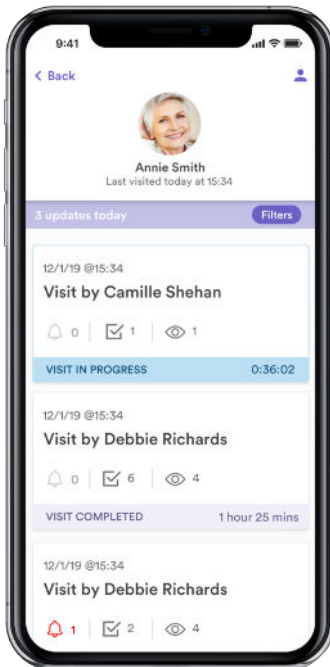 9:41
Back
Annie Smith
Last visited today at 15:34
3 updates today Filters
12/1/19 @15:34
Visit by Camille Shehan
0 1 1
VISIT IN PROGRESS 0:36:02
12/1/19 @15:34
Visit by Debbie Richards
0 6 4
VISIT COMPLETED 1 hour 25 mins
12/1/19 @15:34
Visit by Debbie Richards
1 2 4